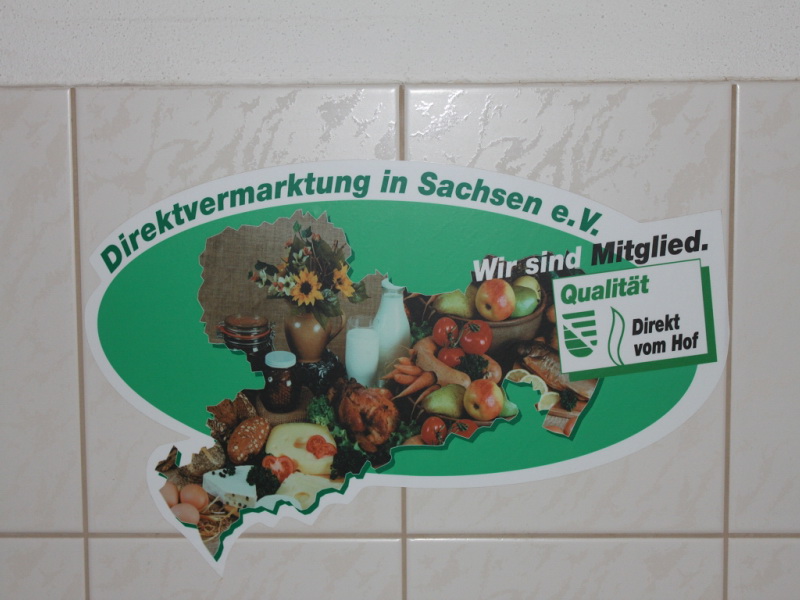 Direktvermarktung in Sachsen e.V.
Wir sind Mitglied.
Qualität
Direkt
vom Hof